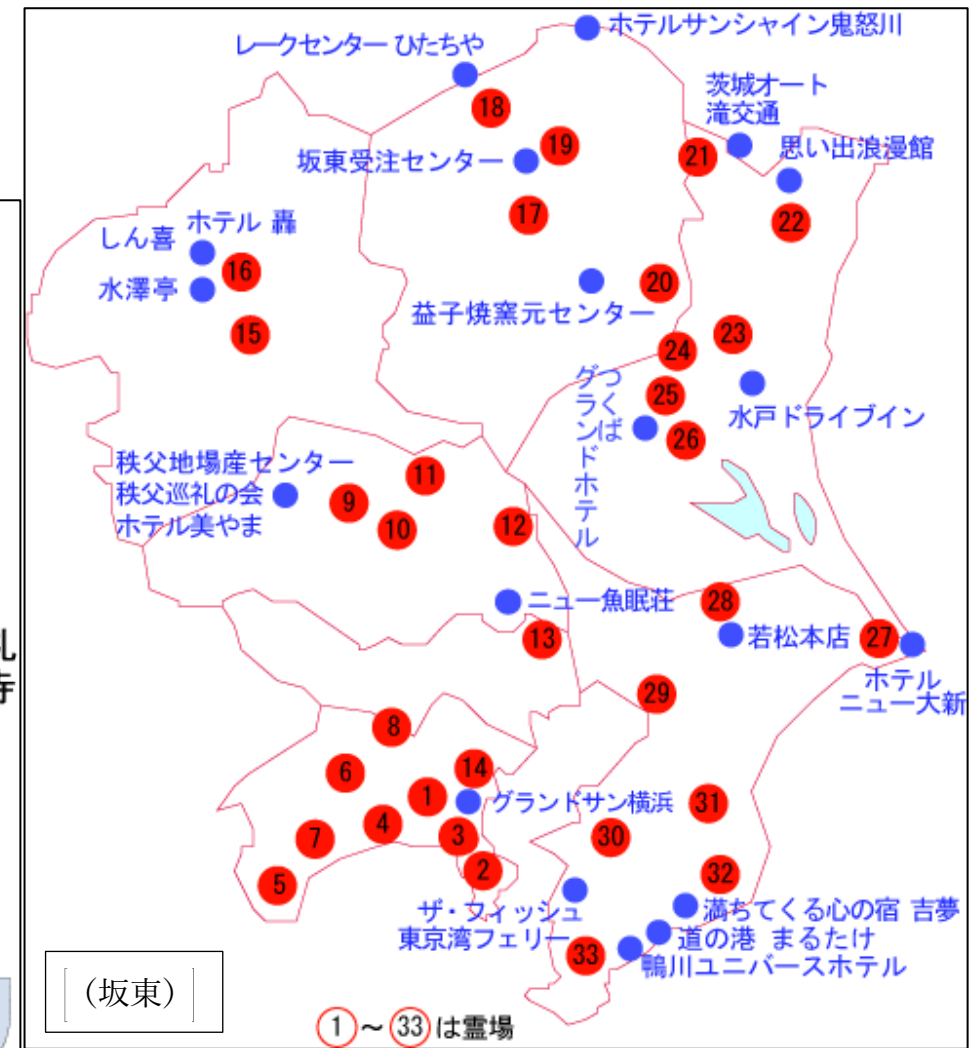 ホテルサンシャイン鬼怒川
レークセンター ひたちや
18
茨城オート
滝交通
19
坂東受注センター
21
思い出浪漫館
17
22
ホテル 轟
しん喜
16
水澤亭
20
益子焼窯元センター
15
23
24
つくば
グランドホテル
25
水戸ドライブイン
26
秩父地場産センター
秩父巡礼の会
ホテル美やま
11
9
10
12
ニュー魚眠荘
28
13
若松本店
27
ホテル
ニュー大新
29
8
14
6
1
グランドサン横浜
31
4
3
30
7
2
32
5
ザ・フィッシュ
東京湾フェリー
満ちてくる心の宿 吉夢
道の港 まるたけ
鴨川ユニバースホテル
33
(坂東)
1～33は霊場
札
寺